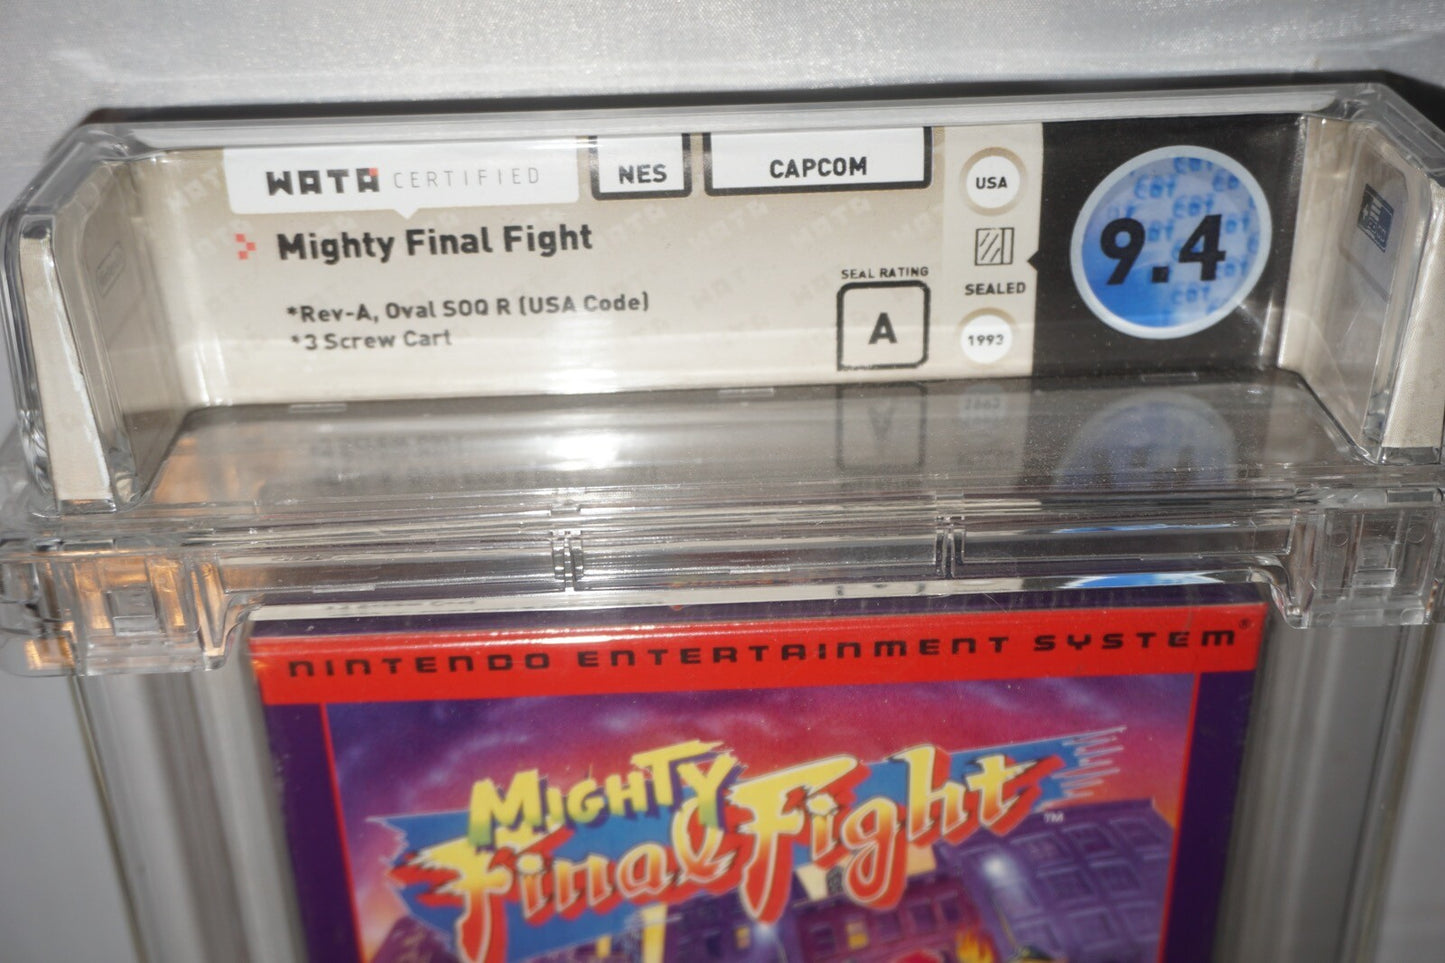 WATA CERTIFIED
NES
CAPCOM
USA
Mighty Final Fight
*Rev-A, Oval SOQ R (USA Code)
*3 Screw Cart
SEAL RATING
A
SEALED
1993
9.4
NINTENDO ENTERTAINMENT SYSTEM®
MIGHTY
Final Fight™